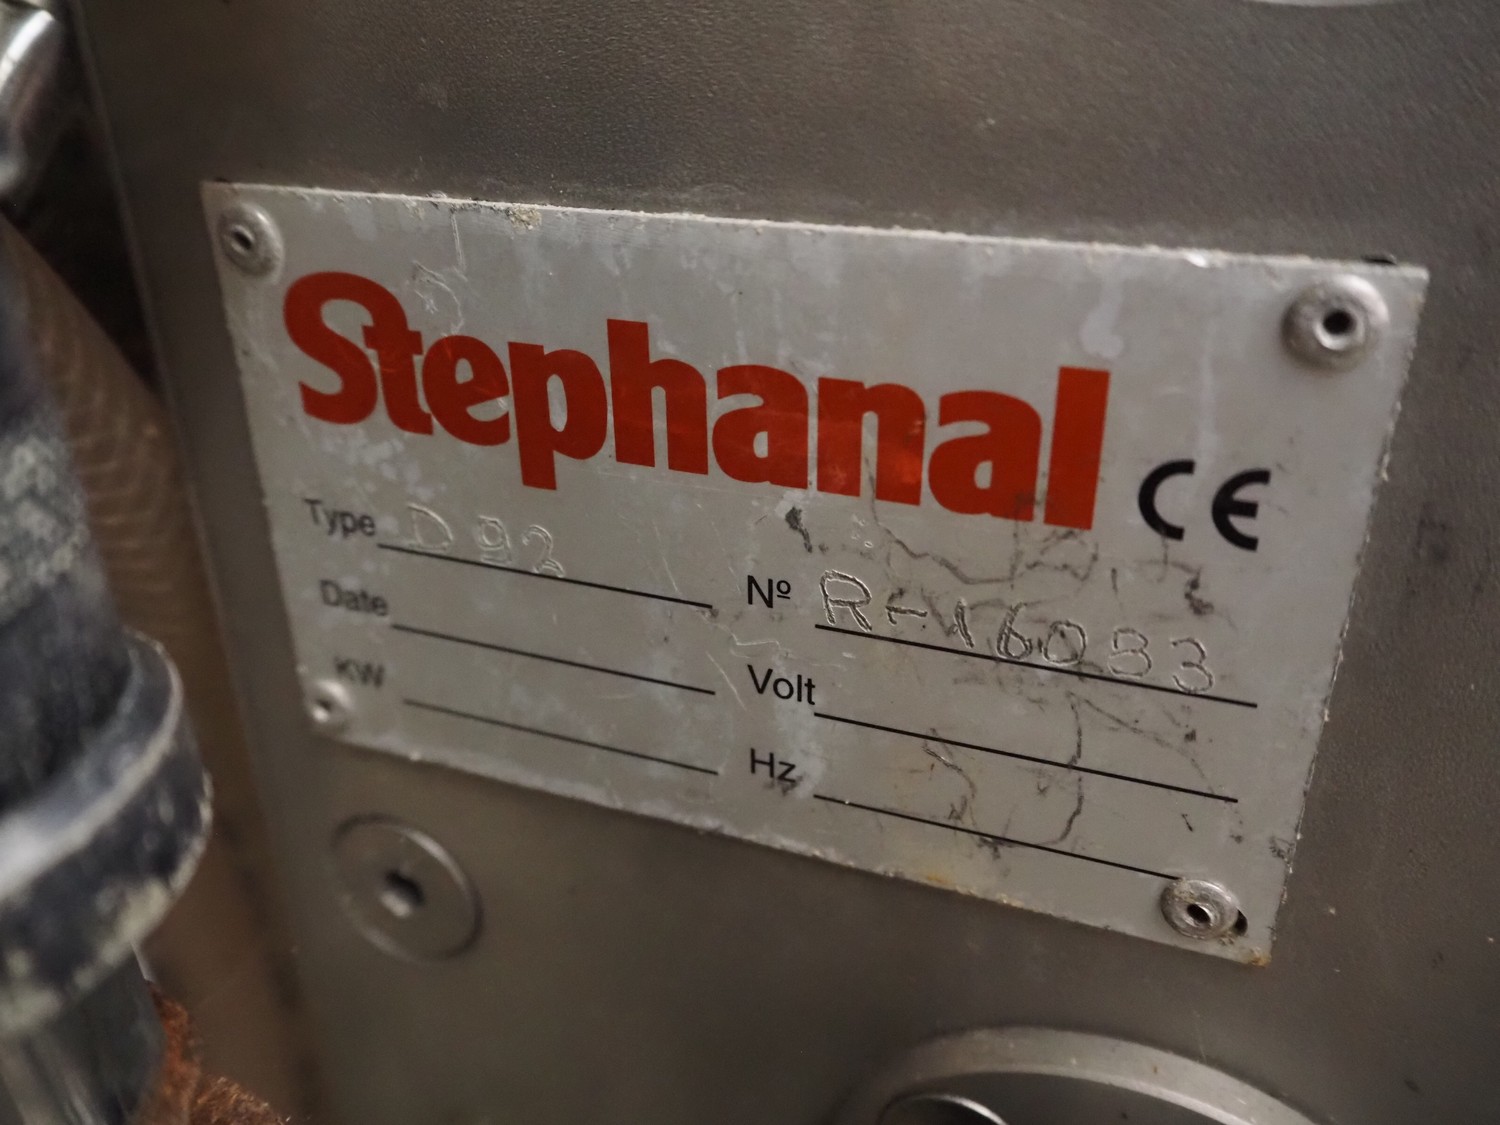 Stephanal CE
Type D 92
Nº R-16033
Date
Volt
KW
Hz